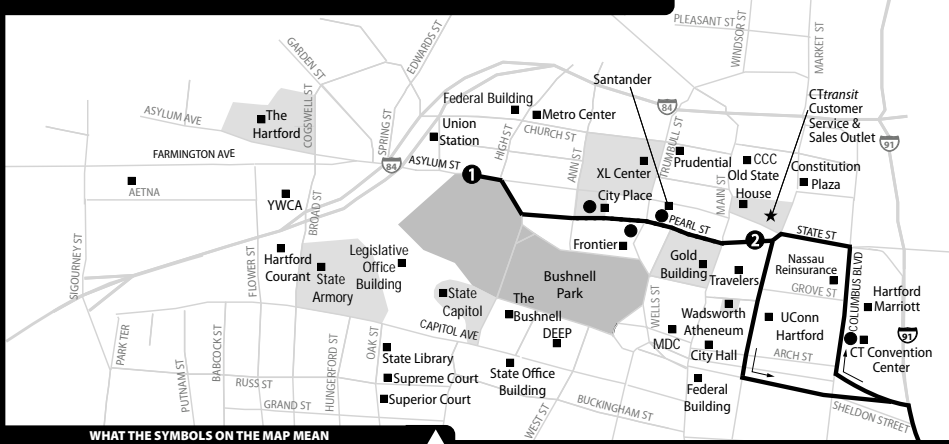 PLEASANT ST
WINDSOR ST
MARKET ST
EDWARDS ST
GARDEN ST
Santander
84
CTtransit
Customer
Service &
Sales Outlet
91
Federal Building
Metro Center
ASYLUM AVE
The
Hartford
COGSWELL ST
SPRING ST
Union
Station
HIGH ST
CHURCH ST
ANN ST
TRUMBULL ST
FARMINGTON AVE
84
ASYLUM ST
1
XL Center
Prudential
CCC
Old State
House
Constitution
Plaza
AETNA
YWCA
BROAD ST
City Place
MAIN ST
PEARL ST
2
STATE ST
SIGOURNEY ST
FLOWER ST
Hartford
Courant
State
Armory
Legislative
Office
Building
Frontier
Gold
Building
Travelers
Nassau
Reinsurance
GROVE ST
COLUMBUS BLVD
Hartford
Marriott
Bushnell
Park
State
Capitol
The
Bushnell
DEEP
WELLS ST
Wadsworth
Atheneum
MDC
City Hall
UConn
Hartford
ARCH ST
91
CT Convention
Center
CAPITOL AVE
PARK TER
PUTNAM ST
BABCOCK ST
HUNGERFORD ST
OAK ST
State Library
Supreme Court
Superior Court
State Office
Building
Federal
Building
RUSS ST
GRAND ST
WEST ST
BUCKINGHAM ST
SHELDON STREET
WHAT THE SYMBOLS ON THE MAP MEAN